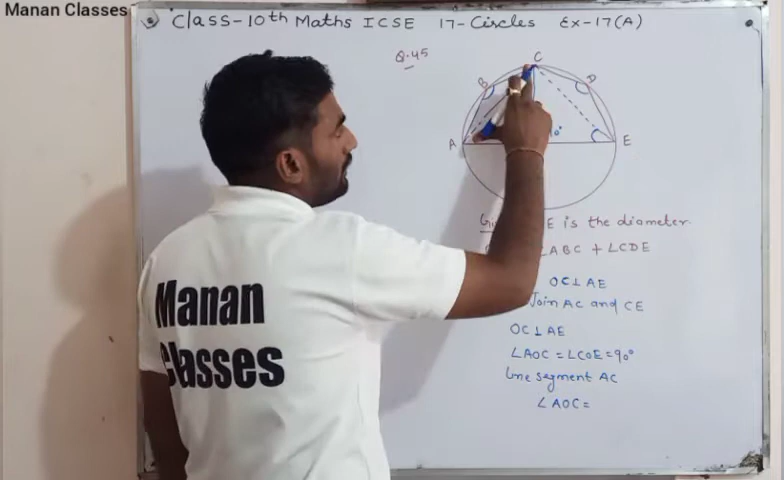 Manan Classes
Class-10th Maths ICSE 17-Circles Ex-17(A)
Q.45
C
B
D
A
E
E is the diameter.
∠ABC + ∠CDE
OC⊥AE
Join AC and CE
OC⊥AE
∠AOC = ∠COE = 90°
line segment AC
∠AOC =
Manan
Classes